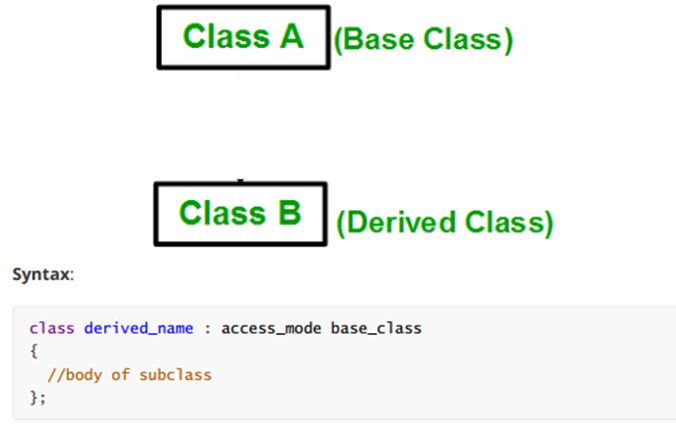 Class A (Base Class)
Class B (Derived Class)
Syntax:
class derived_name : access_mode base_class
{
  //body of subclass
};